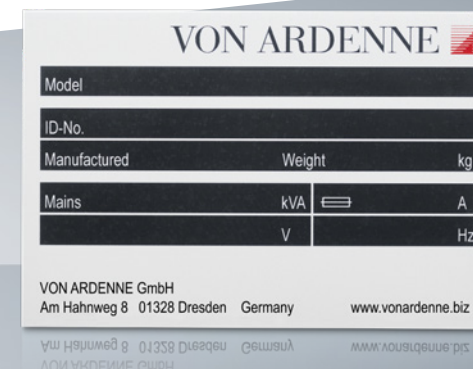 VON ARDENNE
Model
ID-No.
Manufactured Weight kg
Mains kVA A
V Hz
VON ARDENNE GmbH
Am Hahnweg 8 01328 Dresden Germany www.vonardenne.biz